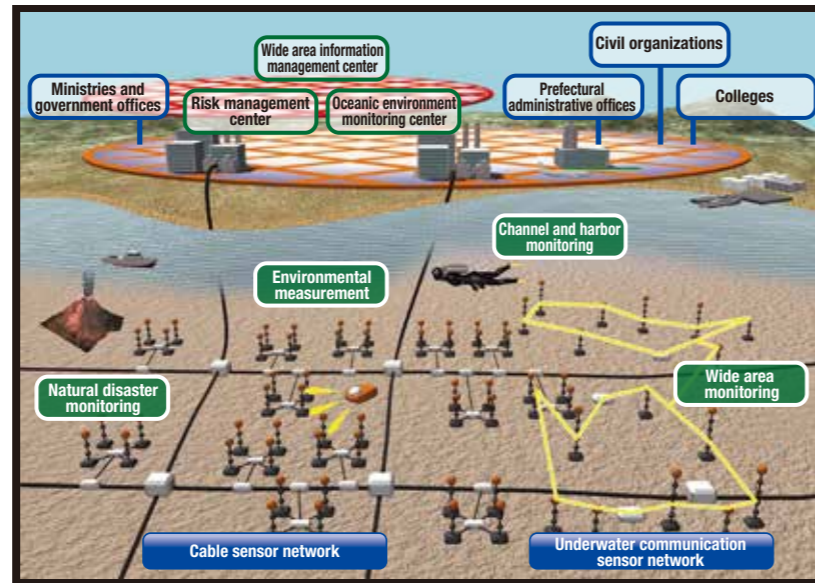 Wide area information
management center
Civil organizations
Ministries and
government offices
Risk management
center
Oceanic environment
monitoring center
Prefectural
administrative offices
Colleges
Channel and harbor
monitoring
Environmental
measurement
Natural disaster
monitoring
Wide area
monitoring
Cable sensor network
Underwater communication
sensor network